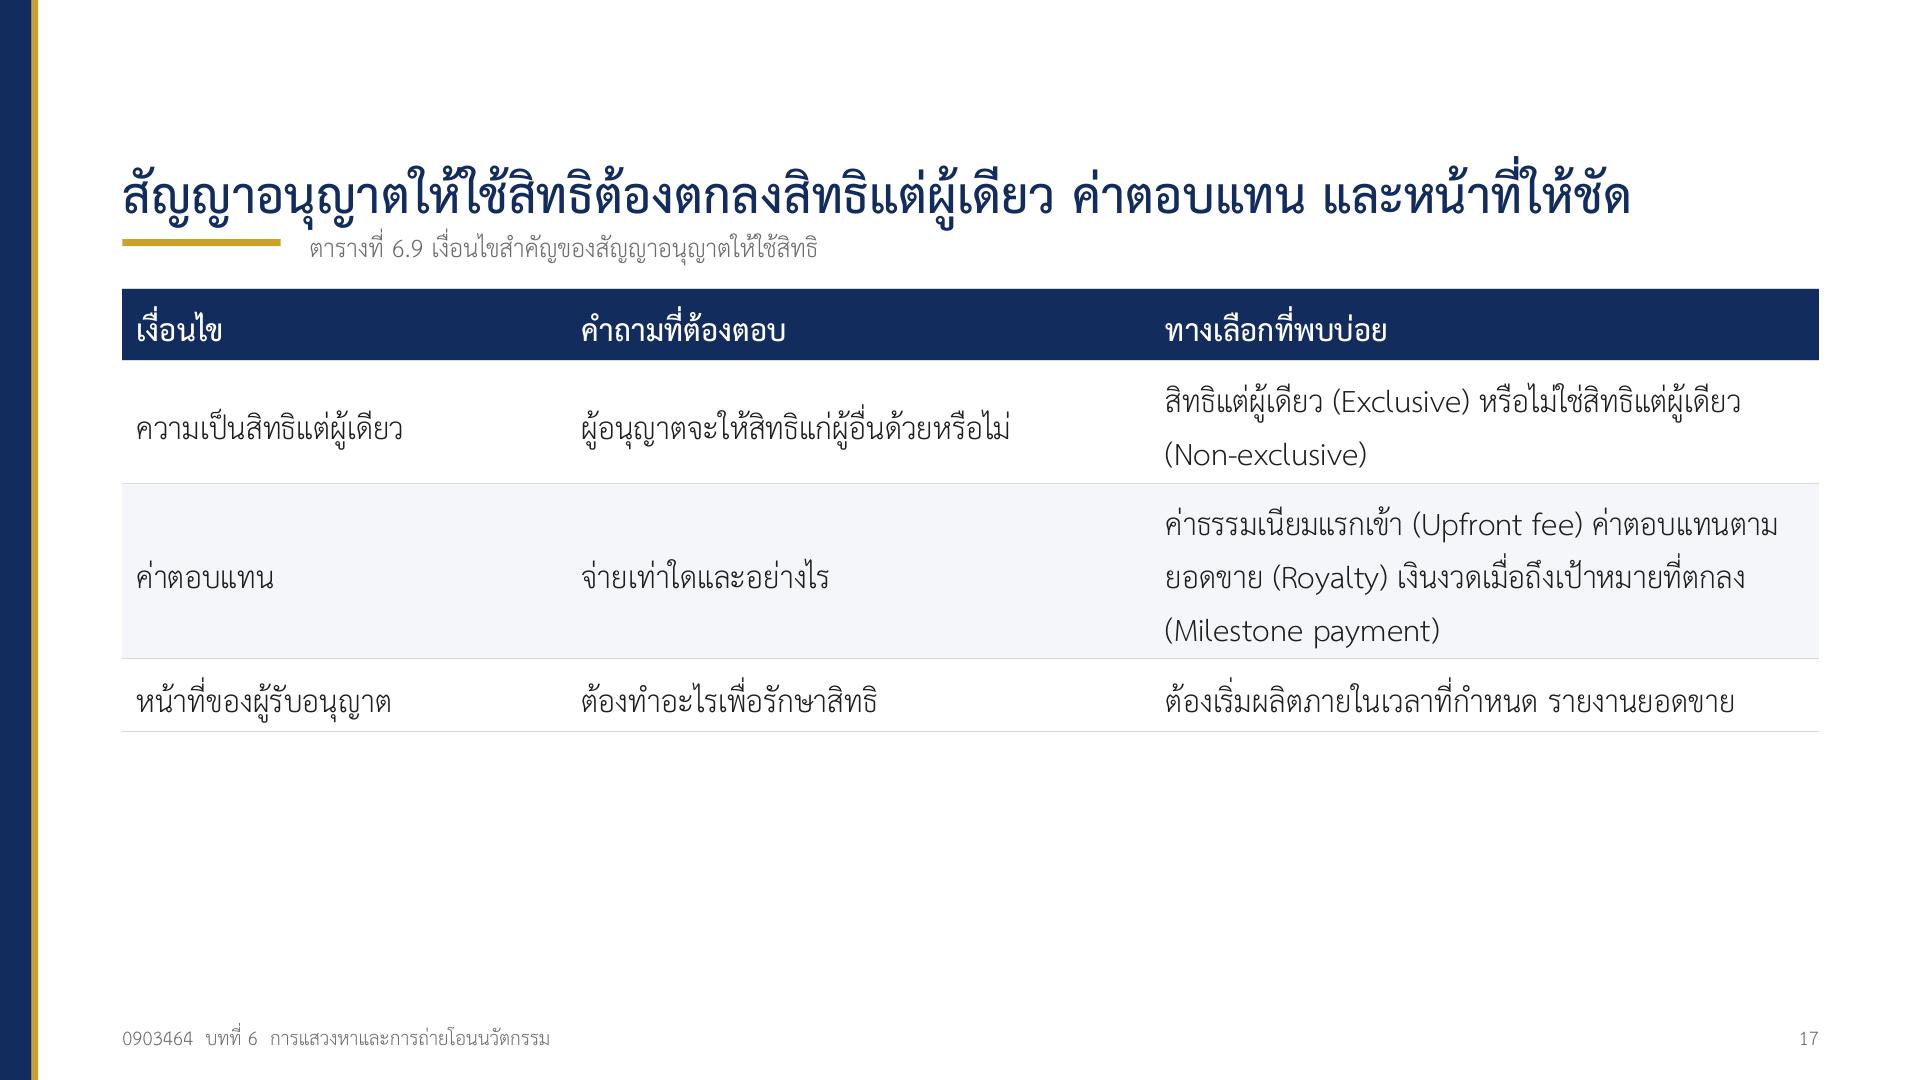 สัญญาอนุญาตให้ใช้สิทธิต้องตกลงสิทธิแต่ผู้เดียว ค่าตอบแทน และหน้าที่ให้ชัด
ตารางที่ 6.9 เงื่อนไขสำคัญของสัญญาอนุญาตให้ใช้สิทธิ
เงื่อนไข คำถามที่ต้องตอบ ทางเลือกที่พบบ่อย
ความเป็นสิทธิแต่ผู้เดียว ผู้อนุญาตจะให้สิทธิแก่ผู้อื่นด้วยหรือไม่ สิทธิแต่ผู้เดียว (Exclusive) หรือไม่ใช่สิทธิแต่ผู้เดียว
(Non-exclusive)
ค่าธรรมเนียมแรกเข้า (Upfront fee) ค่าตอบแทนตาม
ค่าตอบแทน จ่ายเท่าใดและอย่างไร ยอดขาย (Royalty) เงินงวดเมื่อถึงเป้าหมายที่ตกลง
(Milestone payment)
หน้าที่ของผู้รับอนุญาต ต้องทำอะไรเพื่อรักษาสิทธิ ต้องเริ่มผลิตภายในเวลาที่กำหนด รายงานยอดขาย
0903464 บทที่ 6 การแสวงหาและการถ่ายโอนนวัตกรรม 17